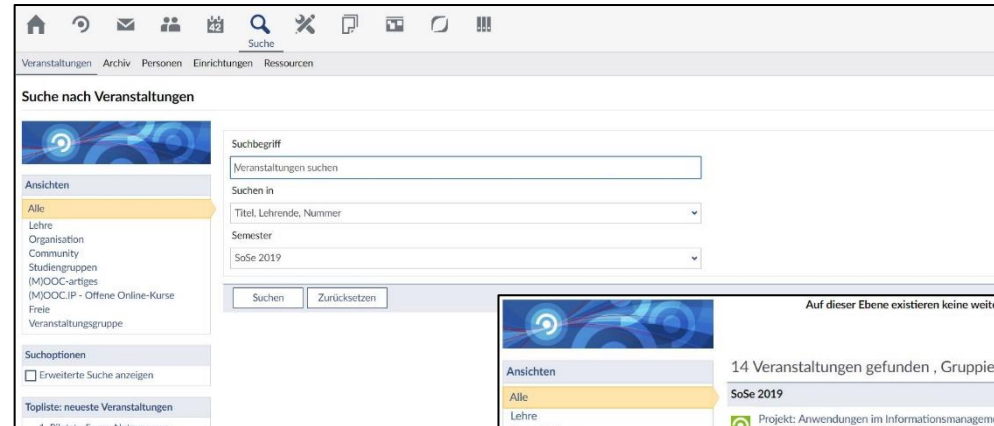 42
Suche
Veranstaltungen Archiv Personen Einrichtungen Ressourcen
Suche nach Veranstaltungen
Ansichten
Alle
Lehre
Organisation
Community
Studiengruppen
(M)OOC-artiges
(M)OOC.IP - Offene Online-Kurse
Freie
Veranstaltungsgruppe
Suchoptionen
Erweiterte Suche anzeigen
Topliste: neueste Veranstaltungen
Suchbegriff
Veranstaltungen suchen
Suchen in
Titel, Lehrende, Nummer
Semester
SoSe 2019
Suchen Zurücksetzen
Auf dieser Ebene existieren keine weite
Ansichten
Alle
Lehre
14 Veranstaltungen gefunden , Gruppie
SoSe 2019
Projekt: Anwendungen im Informationsmanageme